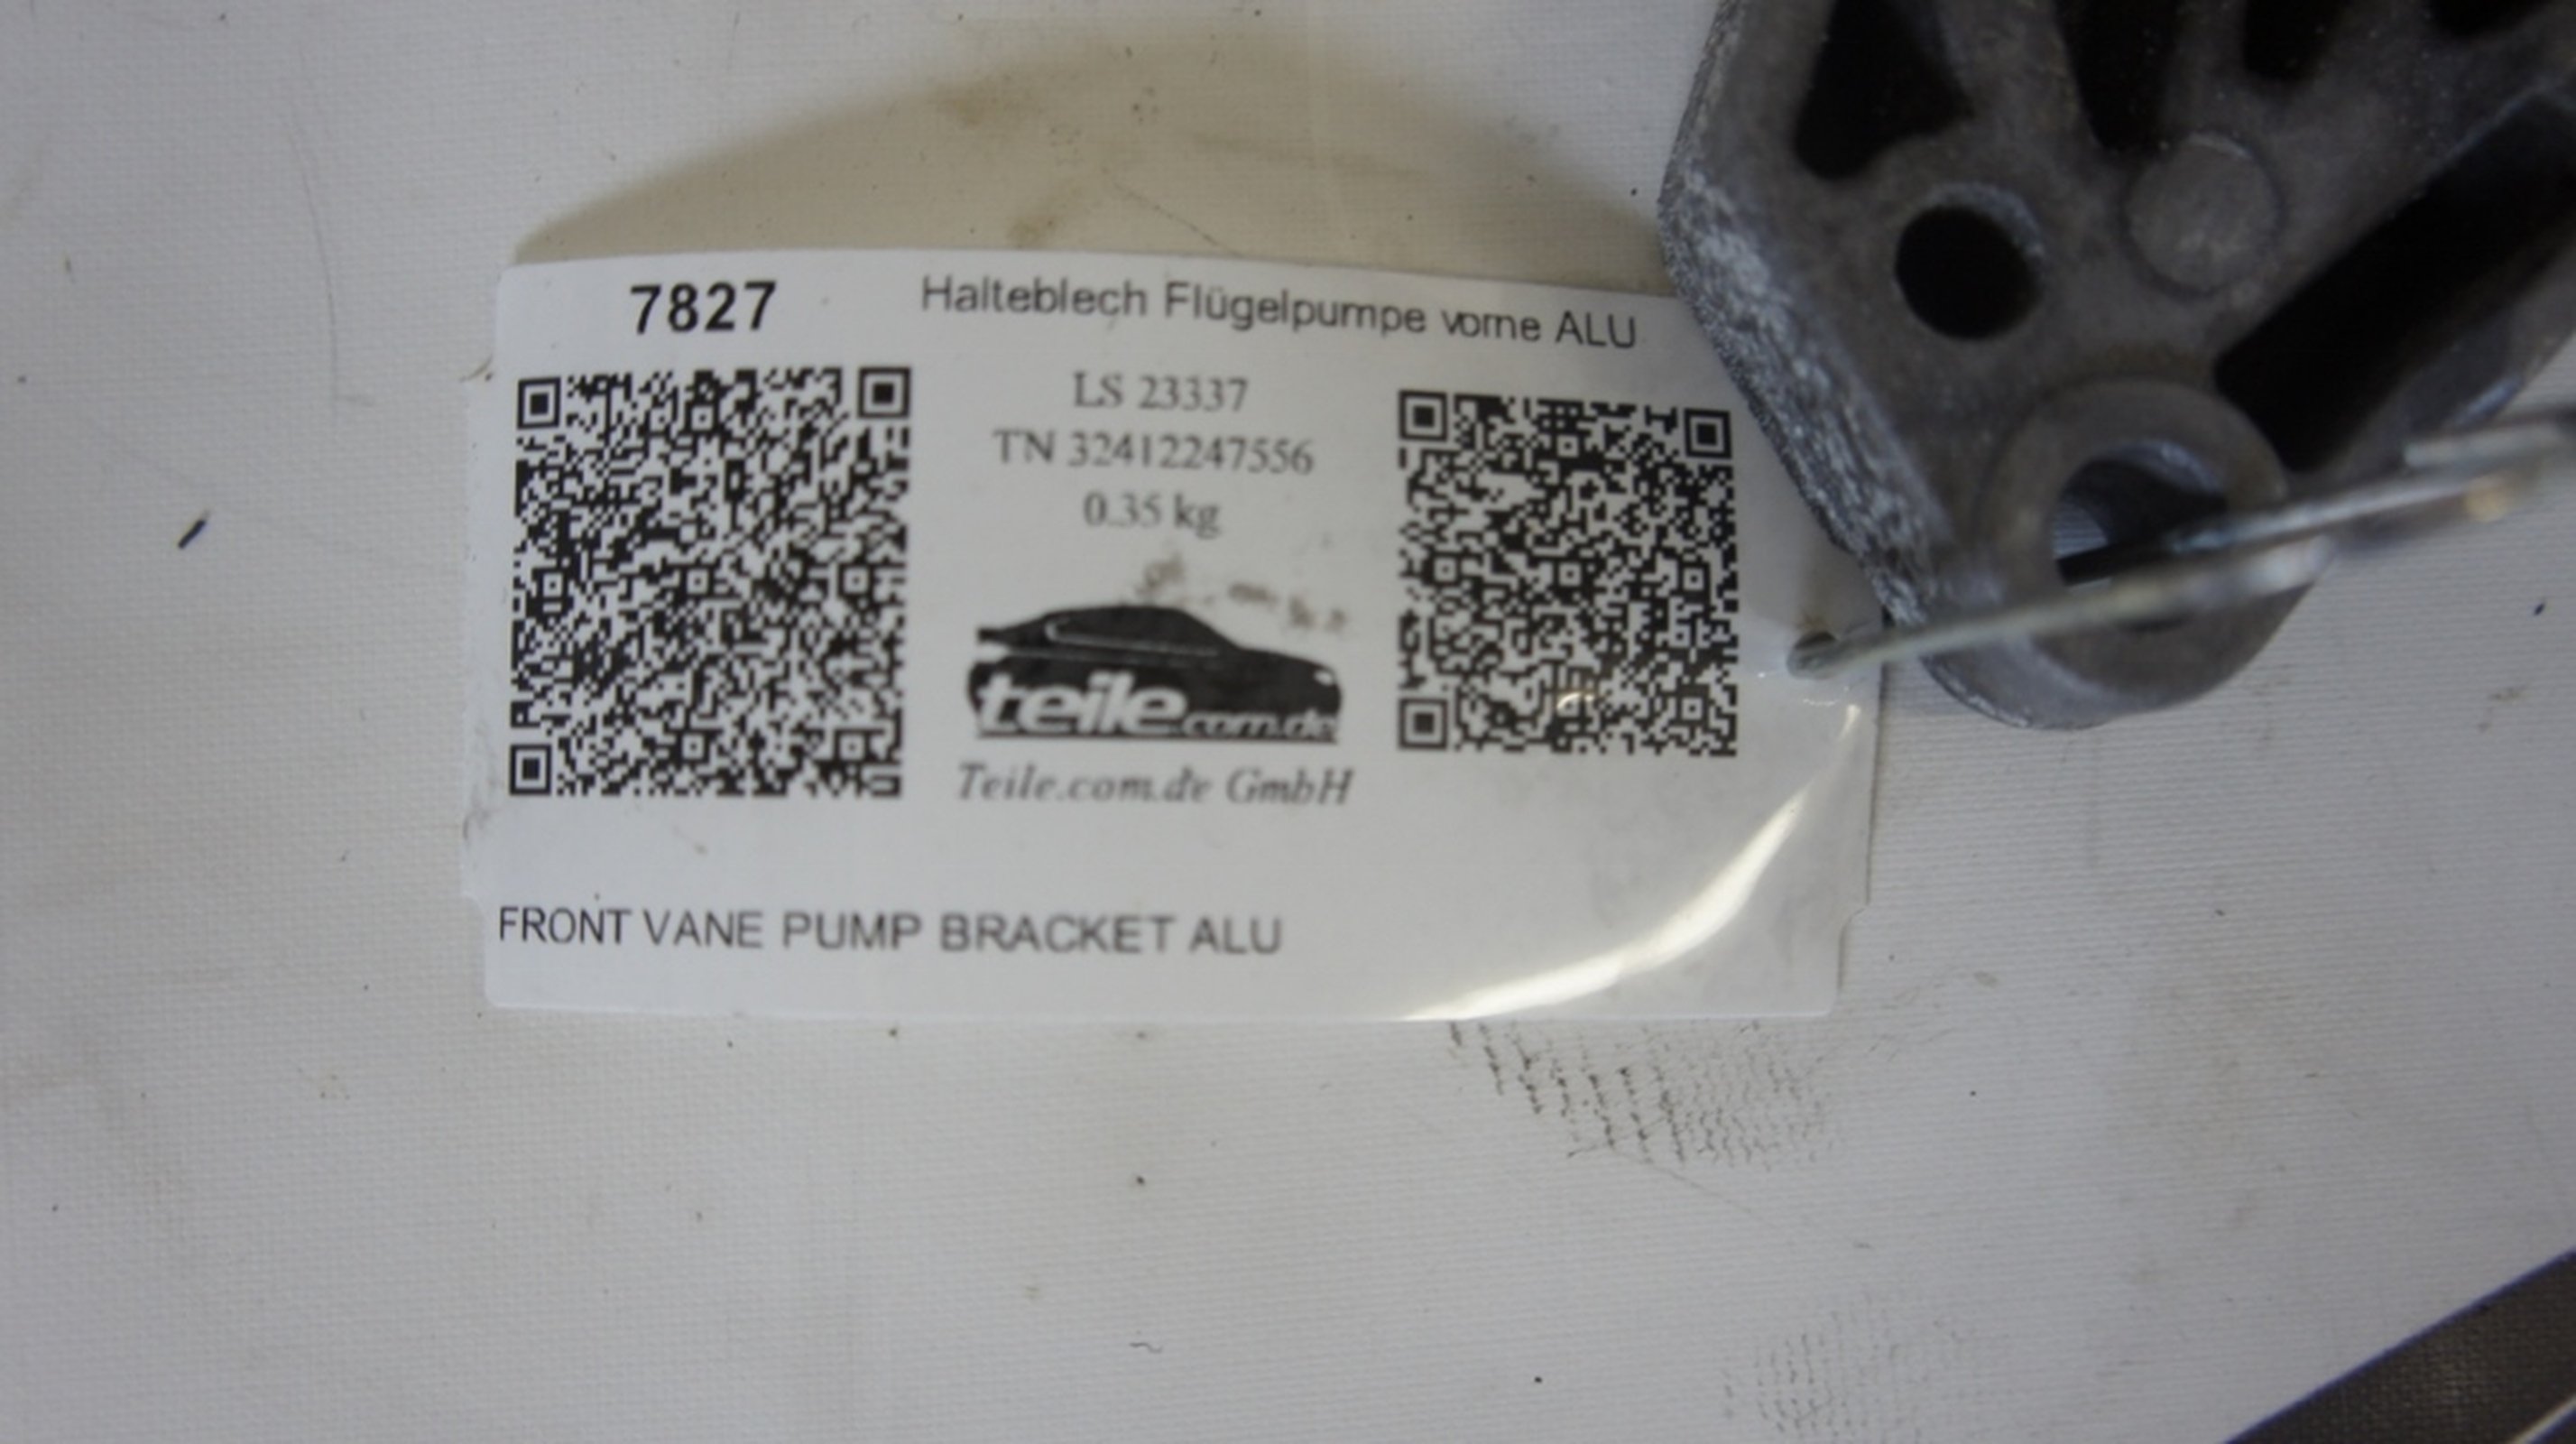 7827
Halteblech Flügelpumpe vorne ALU
LS 23337
TN 32412247556
0.35 kg
teile.com.de
Teile.com.de GmbH
FRONT VANE PUMP BRACKET ALU